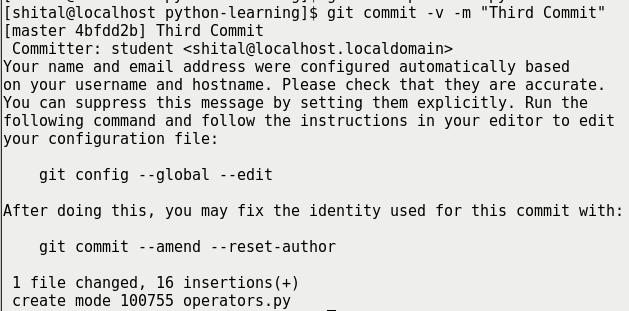 [shital@localhost python-learning]$ git commit -v -m "Third Commit"
[master 4bfdd2b] Third Commit
 Committer: student <shital@localhost.localdomain>
Your name and email address were configured automatically based
on your username and hostname. Please check that they are accurate.
You can suppress this message by setting them explicitly. Run the
following command and follow the instructions in your editor to edit
your configuration file:

    git config --global --edit

After doing this, you may fix the identity used for this commit with:

    git commit --amend --reset-author

 1 file changed, 16 insertions(+)
 create mode 100755 operators.py